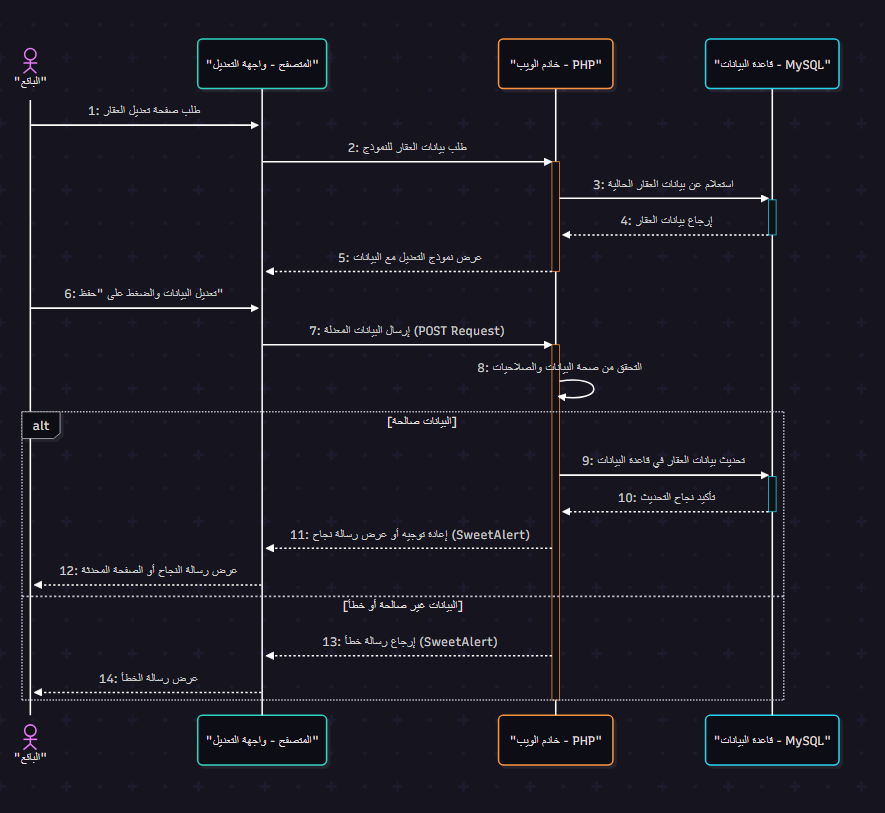 "البائع"
"المتصفح - واجهة التعديل"
"خادم الويب - PHP"
"قاعدة البيانات - MySQL"
1: طلب صفحة تعديل العقار
2: طلب بيانات العقار للنموذج
3: استعلام عن بيانات العقار الحالية
4: إرجاع بيانات العقار
5: عرض نموذج التعديل مع البيانات
6: تعديل البيانات والضغط على "حفظ"
7: إرسال البيانات المعدلة (POST Request)
8: التحقق من صحة البيانات والصلاحيات
alt
[البيانات صالحة]
9: تحديث بيانات العقار في قاعدة البيانات
10: تأكيد نجاح التحديث
11: إعادة توجيه أو عرض رسالة نجاح (SweetAlert)
12: عرض رسالة النجاح أو الصفحة المحدثة
[البيانات غير صالحة أو خطأ]
13: إرجاع رسالة خطأ (SweetAlert)
14: عرض رسالة الخطأ
"البائع"
"المتصفح - واجهة التعديل"
"خادم الويب - PHP"
"قاعدة البيانات - MySQL"